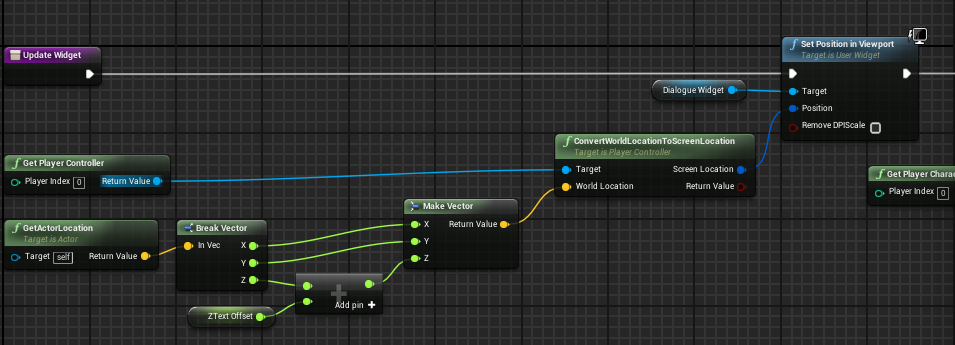 Update Widget
Set Position in Viewport
Target is User Widget
Dialogue Widget
Target
Position
Remove DPIScale
ConvertWorldLocationToScreenLocation
Target is Player Controller
Target
Screen Location
World Location
Return Value
Get Player Controller
Player Index 0
Return Value
Get Player Charac
Player Index 0
Make Vector
X
Return Value
Y
Z
GetActorLocation
Target is Actor
Target self
Return Value
Break Vector
In Vec
X
Y
Z
Add pin
ZText Offset